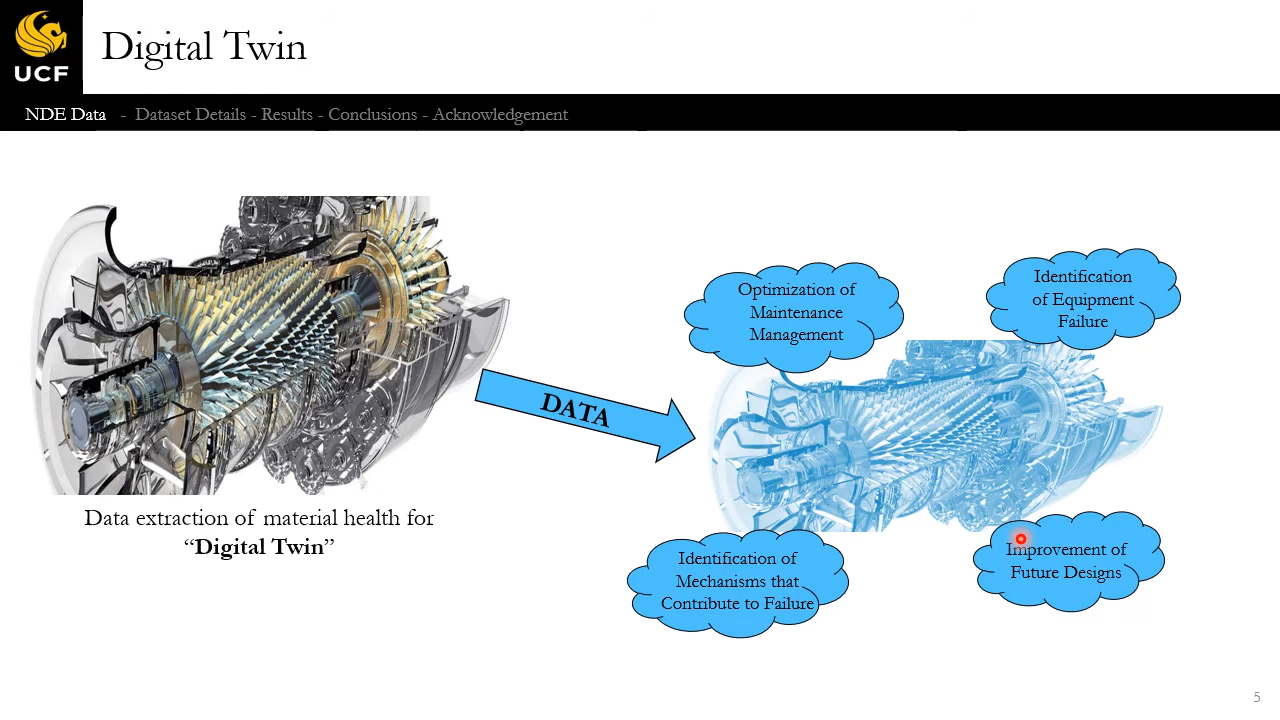 UCF
Digital Twin
NDE Data - Dataset Details - Results - Conclusions - Acknowledgement
Data extraction of material health for
“Digital Twin”
DATA
Optimization of
Maintenance
Management
Identification
of Equipment
Failure
Identification of
Mechanisms that
Contribute to Failure
Improvement of
Future Designs
5